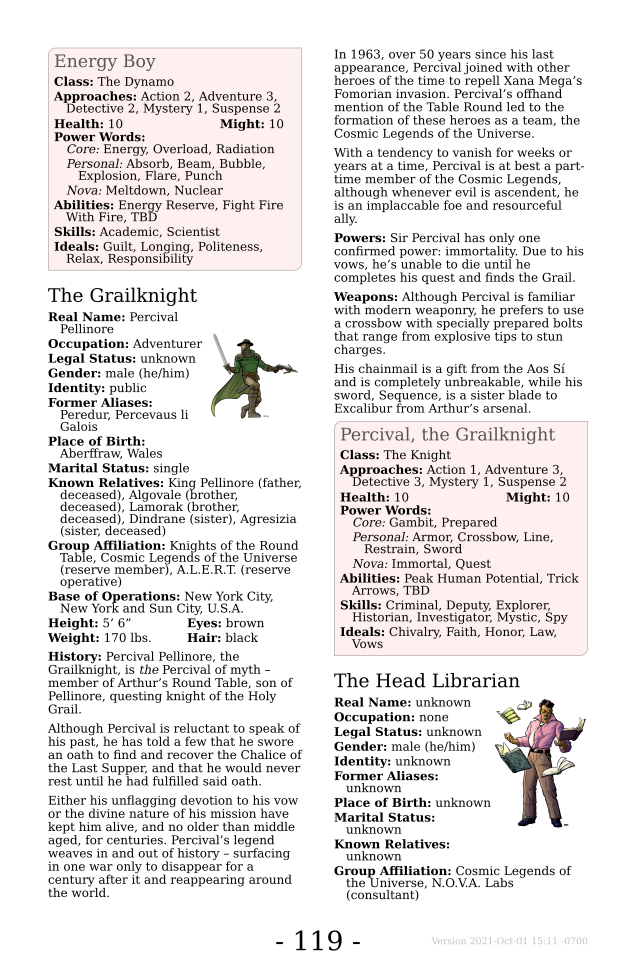 Energy Boy
Class: The Dynamo
Approaches: Action 2, Adventure 3,
Detective 2, Mystery 1, Suspense 2
Health: 10 Might: 10
Power Words:
Core: Energy, Overload, Radiation
Personal: Absorb, Beam, Bubble,
Explosion, Flare, Punch
Nova: Meltdown, Nuclear
Abilities: Energy Reserve, Fight Fire
With Fire, TBD
Skills: Academic, Scientist
Ideals: Guilt, Longing, Politeness,
Relax, Responsibility
The Grailknight
Real Name: Percival
Pellinore
Occupation: Adventurer
Legal Status: unknown
Gender: male (he/him)
Identity: public
Former Aliases:
Peredur, Percevaus li
Galois
Place of Birth:
Aberffraw, Wales
Marital Status: single
Known Relatives: King Pellinore (father,
deceased), Algovale (brother,
deceased), Lamorak (brother,
deceased), Dindrane (sister), Agresizia
(sister, deceased)
Group Affiliation: Knights of the Round
Table, Cosmic Legends of the Universe
(reserve member), A.L.E.R.T. (reserve
operative)
Base of Operations: New York City,
New York and Sun City, U.S.A.
Height: 5’ 6” Eyes: brown
Weight: 170 lbs. Hair: black
History: Percival Pellinore, the
Grailknight, is the Percival of myth –
member of Arthur’s Round Table, son of
Pellinore, questing knight of the Holy
Grail.
Although Percival is reluctant to speak of
his past, he has told a few that he swore
an oath to find and recover the Chalice of
the Last Supper, and that he would never
rest until he had fulfilled said oath.
Either his unflagging devotion to his vow
or the divine nature of his mission have
kept him alive, and no older than middle
aged, for centuries. Percival’s legend
weaves in and out of history – surfacing
in one war only to disappear for a
century after it and reappearing around
the world.
In 1963, over 50 years since his last
appearance, Percival joined with other
heroes of the time to repell Xana Mega’s
Fomorian invasion. Percival’s offhand
mention of the Table Round led to the
formation of these heroes as a team, the
Cosmic Legends of the Universe.
With a tendency to vanish for weeks or
years at a time, Percival is at best a part-
time member of the Cosmic Legends,
although whenever evil is ascendent, he
is an implaccable foe and resourceful
ally.
Powers: Sir Percival has only one
confirmed power: immortality. Due to his
vows, he’s unable to die until he
completes his quest and finds the Grail.
Weapons: Although Percival is familiar
with modern weaponry, he prefers to use
a crossbow with specially prepared bolts
that range from explosive tips to stun
charges.
His chainmail is a gift from the Aos Sí
and is completely unbreakable, while his
sword, Sequence, is a sister blade to
Excalibur from Arthur’s arsenal.
Percival, the Grailknight
Class: The Knight
Approaches: Action 1, Adventure 3,
Detective 3, Mystery 1, Suspense 2
Health: 10 Might: 10
Power Words:
Core: Gambit, Prepared
Personal: Armor, Crossbow, Line,
Restrain, Sword
Nova: Immortal, Quest
Abilities: Peak Human Potential, Trick
Arrows, TBD
Skills: Criminal, Deputy, Explorer,
Historian, Investigator, Mystic, Spy
Ideals: Chivalry, Faith, Honor, Law,
Vows
The Head Librarian
Real Name: unknown
Occupation: none
Legal Status: unknown
Gender: male (he/him)
Identity: unknown
Former Aliases:
unknown
Place of Birth: unknown
Marital Status:
unknown
Known Relatives:
unknown
Group Affiliation: Cosmic Legends of
the Universe, N.O.V.A. Labs
(consultant)
- 119 -
Version 2021-Oct-01 15:11 -0700